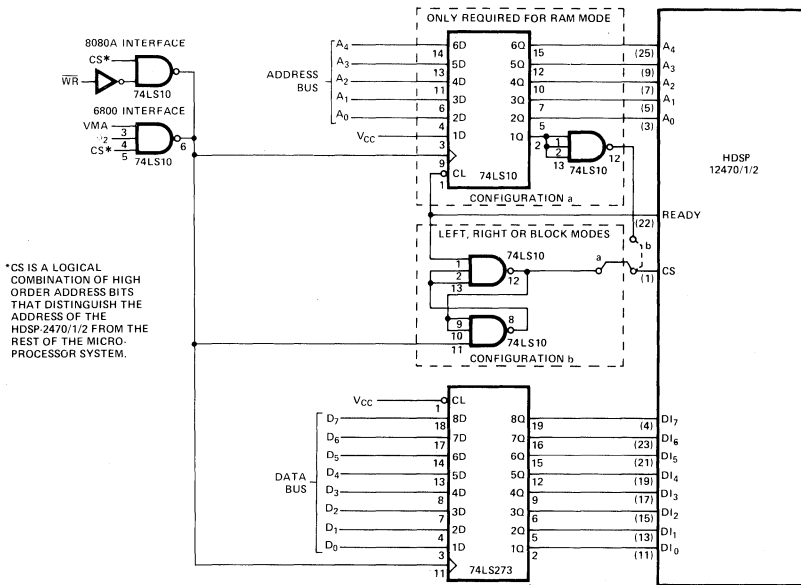 ONLY REQUIRED FOR RAM MODE
8080A INTERFACE
CS*
WR
74LS10
6800 INTERFACE
VMA
3
2
4
CS*
5
6
74LS10
ADDRESS
BUS
A4 14 6D 6Q 15 (25) A4
A3 13 5D 5Q 12 (9) A3
A2 11 4D 4Q 10 (7) A2
A1 6 3D 3Q 7 (5) A1
A0 4 2D 2Q 5 (3) A0
VCC 3 1D 1Q 2
1
2
13
12
74LS10
9
CL
1
74LS10
CONFIGURATION a
HDSP
12470/1/2
READY
(22)
LEFT, RIGHT OR BLOCK MODES
74LS10
1
2
13
12
a
b
CS
(1)
9
10
11
8
74LS10
CONFIGURATION b
*CS IS A LOGICAL
COMBINATION OF HIGH
ORDER ADDRESS BITS
THAT DISTINGUISH THE
ADDRESS OF THE
HDSP-2470/1/2 FROM THE
REST OF THE MICRO-
PROCESSOR SYSTEM.
VCC
1
CL
DATA
BUS
D7 18 8D 8Q 19 (4) DI7
D6 17 7D 7Q 16 (23) DI6
D5 14 6D 6Q 15 (21) DI5
D4 13 5D 5Q 12 (19) DI4
D3 8 4D 4Q 9 (17) DI3
D2 7 3D 3Q 6 (15) DI2
D1 4 2D 2Q 5 (13) DI1
D0 3 1D 1Q 2 (11) DI0
11
74LS273